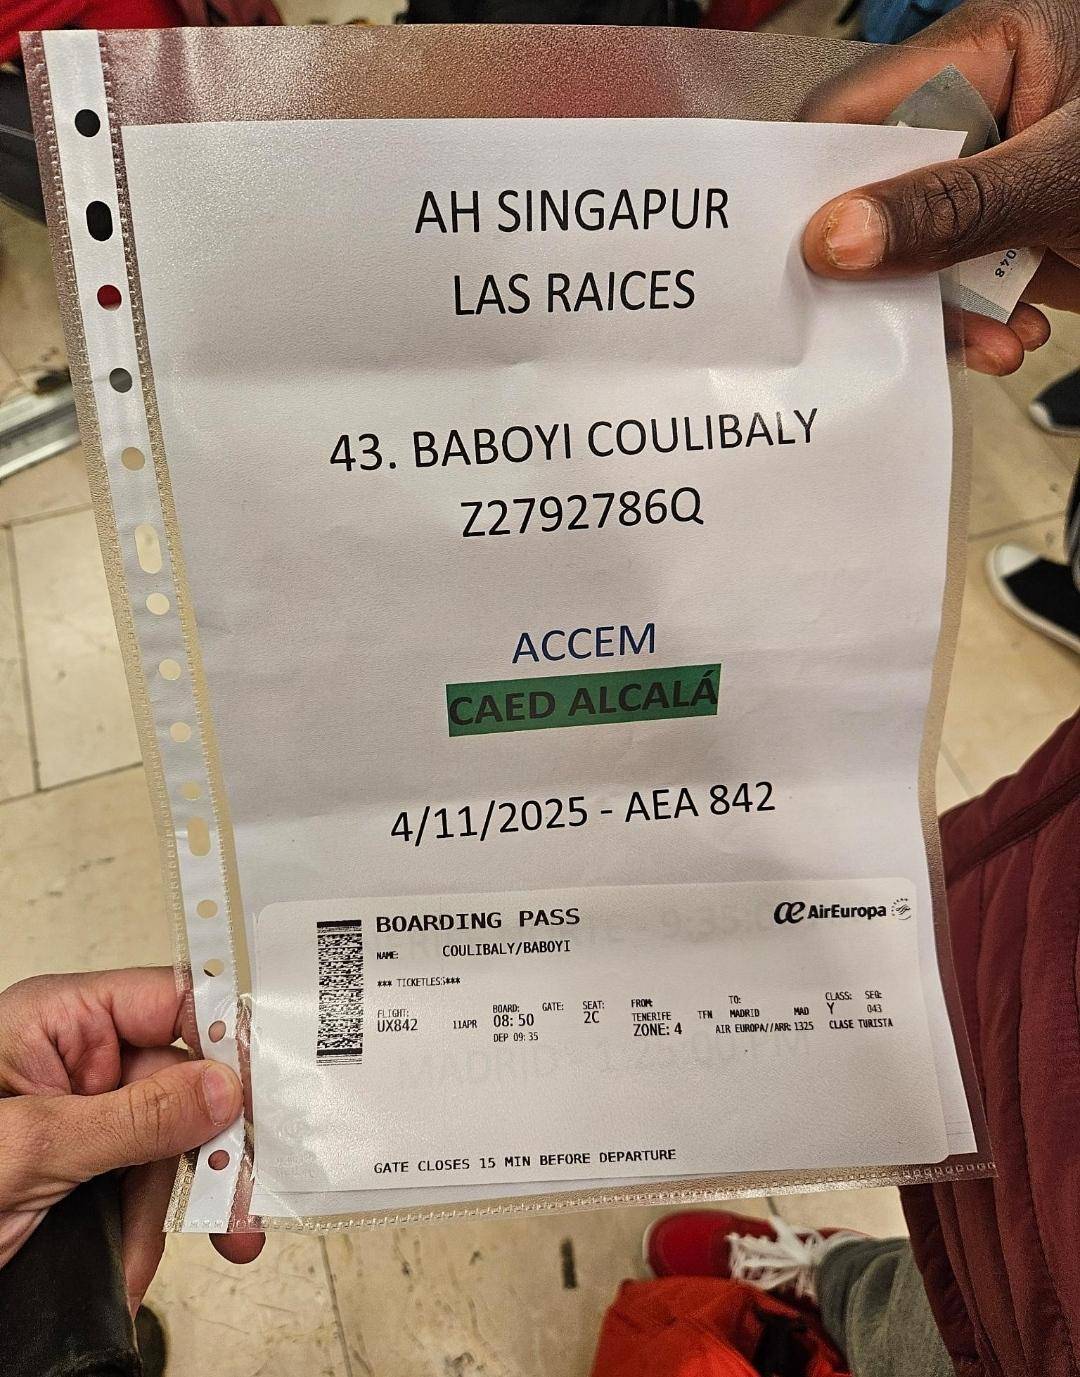 AH SINGAPUR
LAS RAICES
43. BABOYI COULIBALY
Z2792786Q
ACCEM
CAED ALCALÁ
4/11/2025 - AEA 842
BOARDING PASS
AirEuropa
NAME: COULIBALY/BABOYI
*** TICKETLESS***
FLIGHT: BOARD: GATE: SEAT: FROM: TO: CLASS: SEQ:
UX842 11APR 08:50 2C TENERIFE TFN MADRID MAD Y 043
DEP 09:35 ZONE: 4 AIR EUROPA//ARR:1325 CLASE TURISTA
GATE CLOSES 15 MIN BEFORE DEPARTURE
048